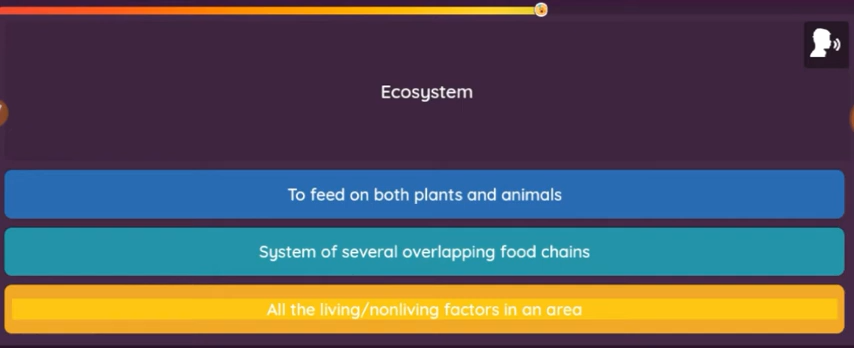 Ecosystem
To feed on both plants and animals
System of several overlapping food chains
All the living/nonliving factors in an area